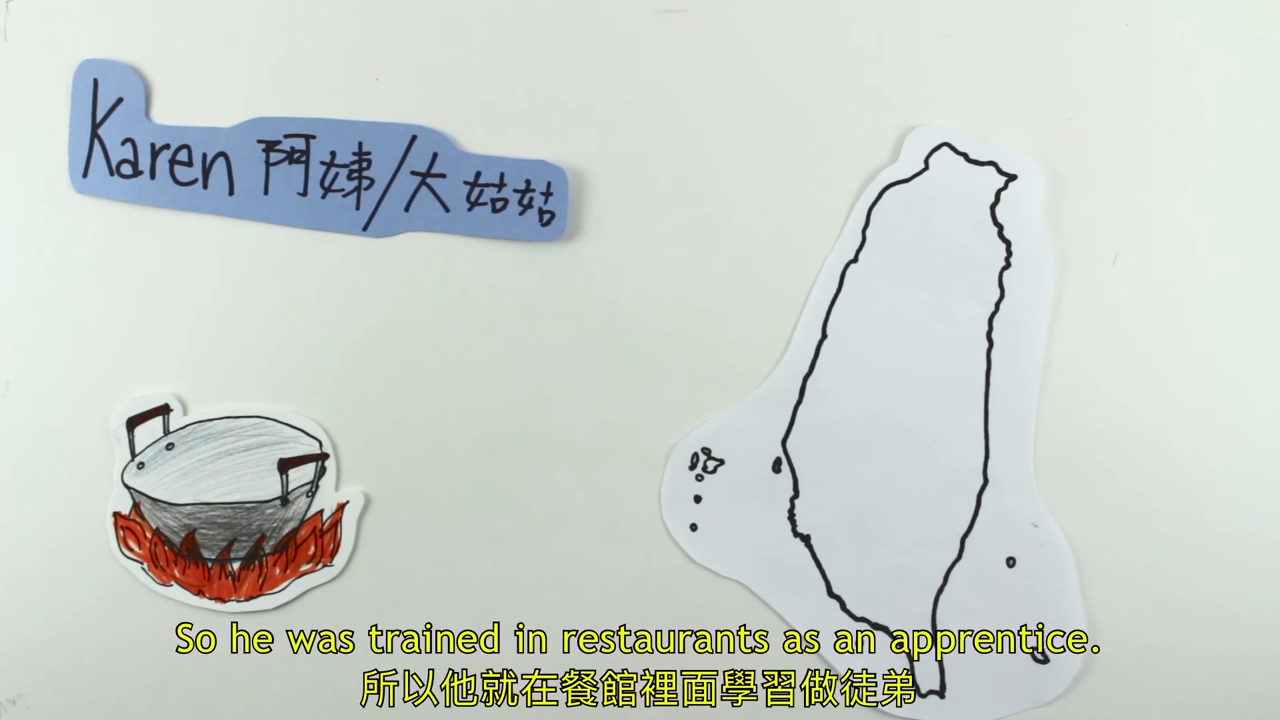 Karen 阿娣/大姑姑
So he was trained in restaurants as an apprentice.
所以他就在餐館裡面學習做徒弟